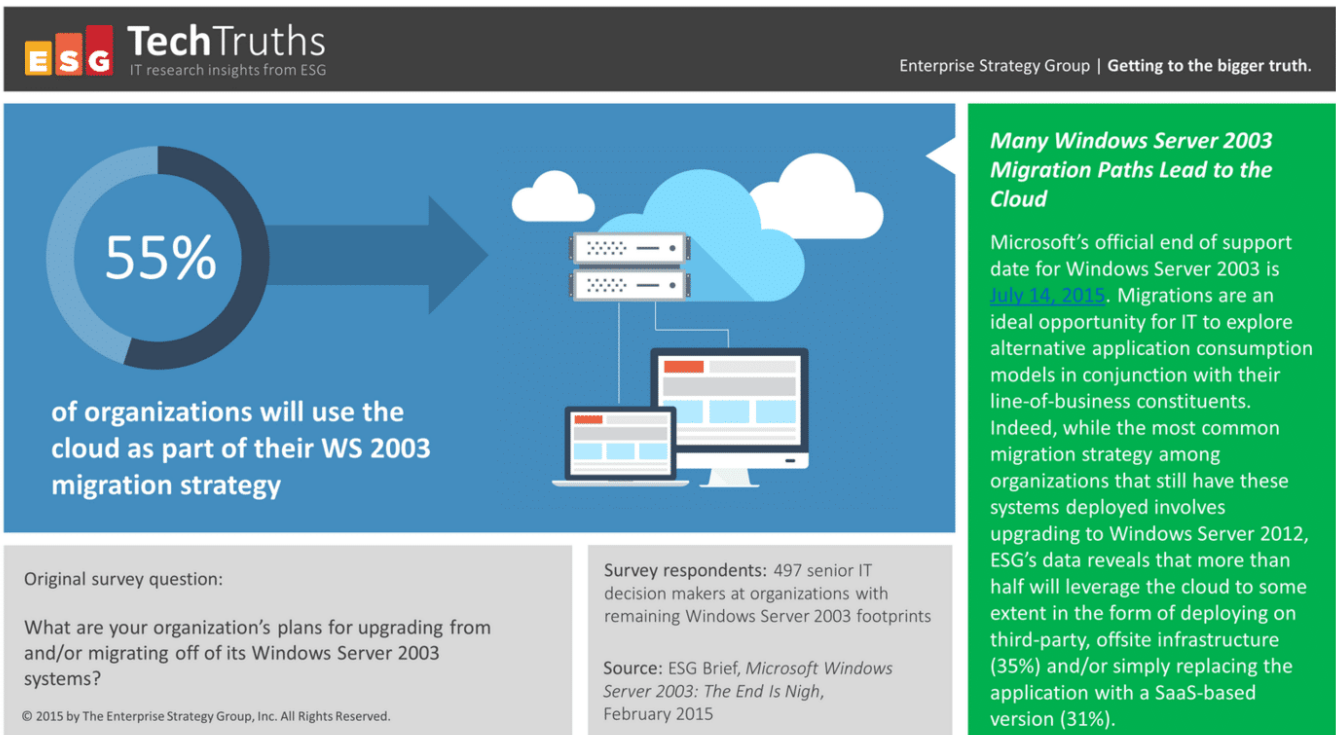 ESG TechTruths
IT research insights from ESG
Enterprise Strategy Group | Getting to the bigger truth.
55%
of organizations will use the
cloud as part of their WS 2003
migration strategy
Many Windows Server 2003
Migration Paths Lead to the
Cloud
Microsoft’s official end of support
date for Windows Server 2003 is
July 14, 2015. Migrations are an
ideal opportunity for IT to explore
alternative application consumption
models in conjunction with their
line-of-business constituents.
Indeed, while the most common
migration strategy among
organizations that still have these
systems deployed involves
upgrading to Windows Server 2012,
ESG’s data reveals that more than
half will leverage the cloud to some
extent in the form of deploying on
third-party, offsite infrastructure
(35%) and/or simply replacing the
application with a SaaS-based
version (31%).
Original survey question:
What are your organization’s plans for upgrading from
and/or migrating off of its Windows Server 2003
systems?
© 2015 by The Enterprise Strategy Group, Inc. All Rights Reserved.
Survey respondents: 497 senior IT
decision makers at organizations with
remaining Windows Server 2003 footprints
Source: ESG Brief, Microsoft Windows
Server 2003: The End Is Nigh,
February 2015